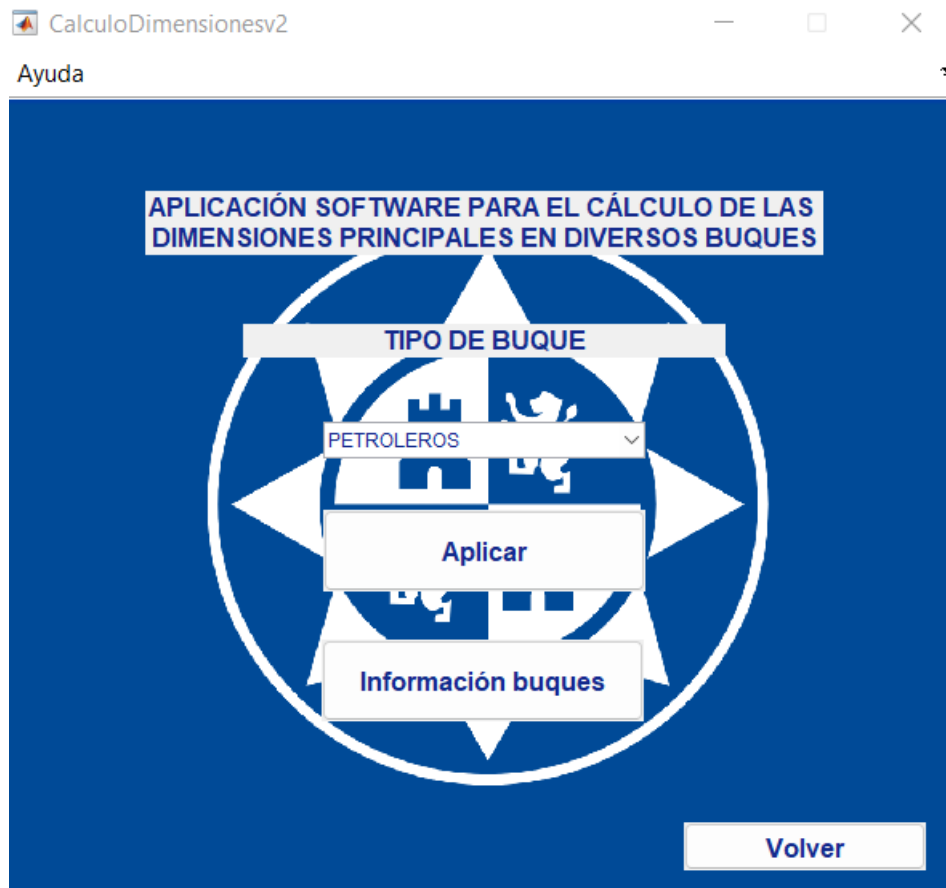 CalculoDimensionesv2
Ayuda
APLICACIÓN SOFTWARE PARA EL CÁLCULO DE LAS
DIMENSIONES PRINCIPALES EN DIVERSOS BUQUES
TIPO DE BUQUE
PETROLEROS
Aplicar
Información buques
Volver